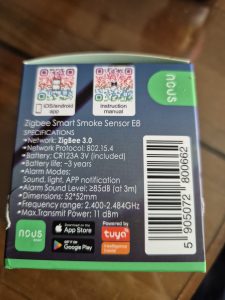 nous
iOS/android
app
instruction
manual
Zigbee Smart Smoke Sensor E8
SPECIFICATIONS
•Network: ZigBee 3.0
•Network Protocol: 802.15.4
•Battery: CR123A 3V (included)
•Battery life: ~3 years
•Alarm Modes:
Sound, light, APP notification
•Alarm Sound Level: ≥85dB (at 3m)
•Dimensions: 52*52mm
•Frequency range: 2.400-2.484GHz
•Max.Transmit Power: 11 dBm
5 905072 800062
nous
Download on the
App Store
GET IT ON
Google Play
Powered by
tuya